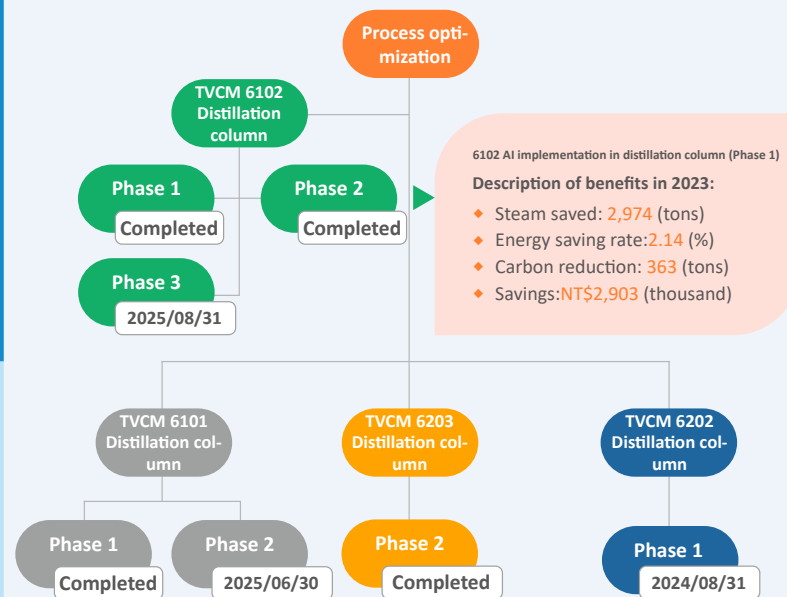 Process opti-
mization
TVCM 6102
Distillation
column
Phase 1
Completed
Phase 2
Completed
Phase 3
2025/08/31
6102 AI implementation in distillation column (Phase 1)
Description of benefits in 2023:
Steam saved: 2,974 (tons)
Energy saving rate:2.14 (%)
Carbon reduction: 363 (tons)
Savings:NT$2,903 (thousand)
TVCM 6101
Distillation col-
umn
TVCM 6203
Distillation col-
umn
TVCM 6202
Distillation col-
umn
Phase 1
Completed
Phase 2
2025/06/30
Phase 2
Completed
Phase 1
2024/08/31